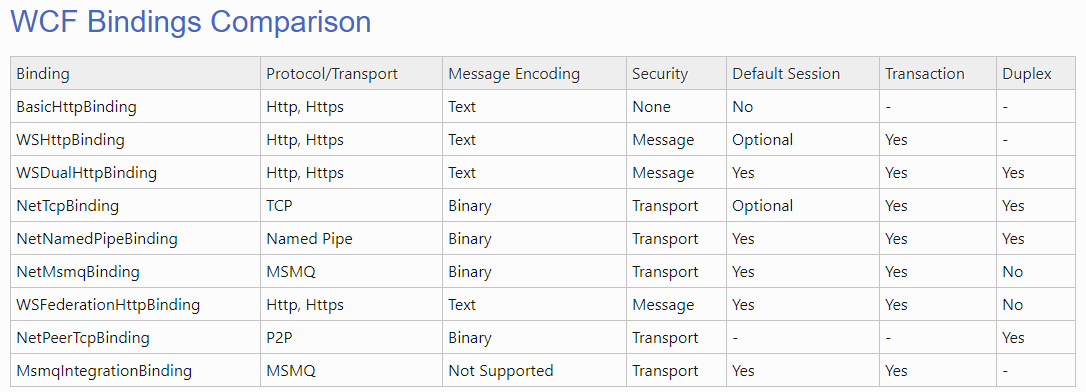 WCF Bindings Comparison
Binding Protocol/Transport Message Encoding Security Default Session Transaction Duplex
BasicHttpBinding Http, Https Text None No - -
WSHttpBinding Http, Https Text Message Optional Yes -
WSDualHttpBinding Http, Https Text Message Yes Yes Yes
NetTcpBinding TCP Binary Transport Optional Yes Yes
NetNamedPipeBinding Named Pipe Binary Transport Yes Yes Yes
NetMsmqBinding MSMQ Binary Transport Yes Yes No
WSFederationHttpBinding Http, Https Text Message Yes Yes No
NetPeerTcpBinding P2P Binary Transport - - Yes
MsmqIntegrationBinding MSMQ Not Supported Transport Yes Yes -